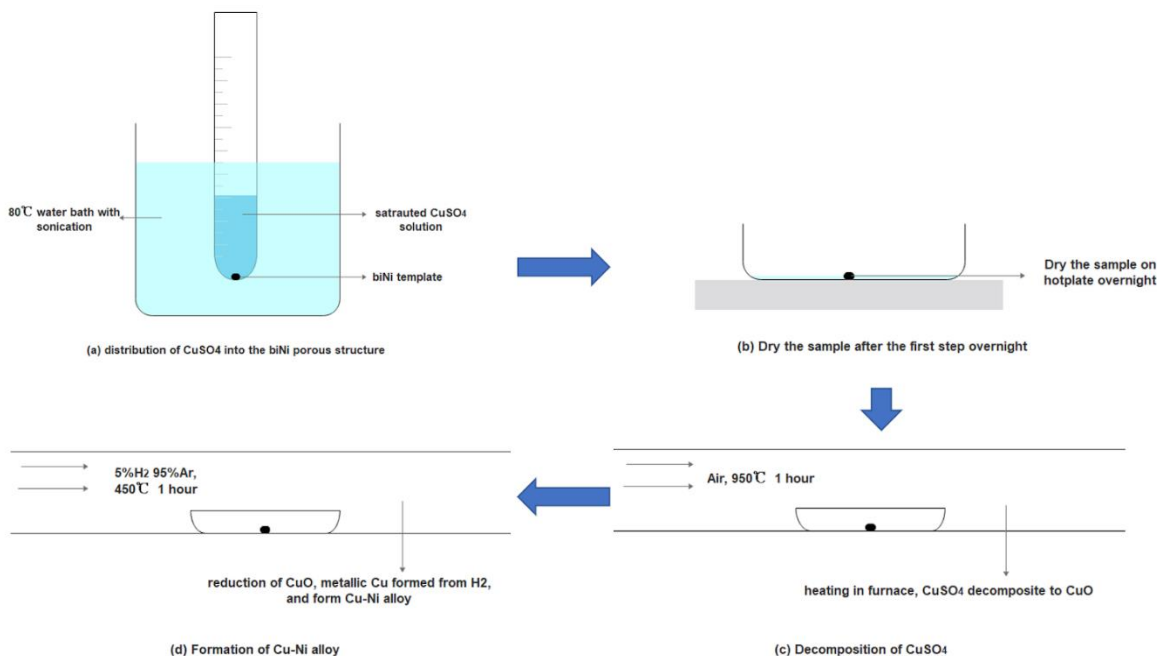 80℃ water bath with
sonication
satrauted CuSO4
solution
biNi template
(a) distribution of CuSO4 into the biNi porous structure
Dry the sample on
hotplate overnight
(b) Dry the sample after the first step overnight
Air, 950℃ 1 hour
heating in furnace, CuSO4 decomposite to CuO
(c) Decomposition of CuSO4
5%H2 95%Ar,
450℃ 1 hour
reduction of CuO, metallic Cu formed from H2,
and form Cu-Ni alloy
(d) Formation of Cu-Ni alloy